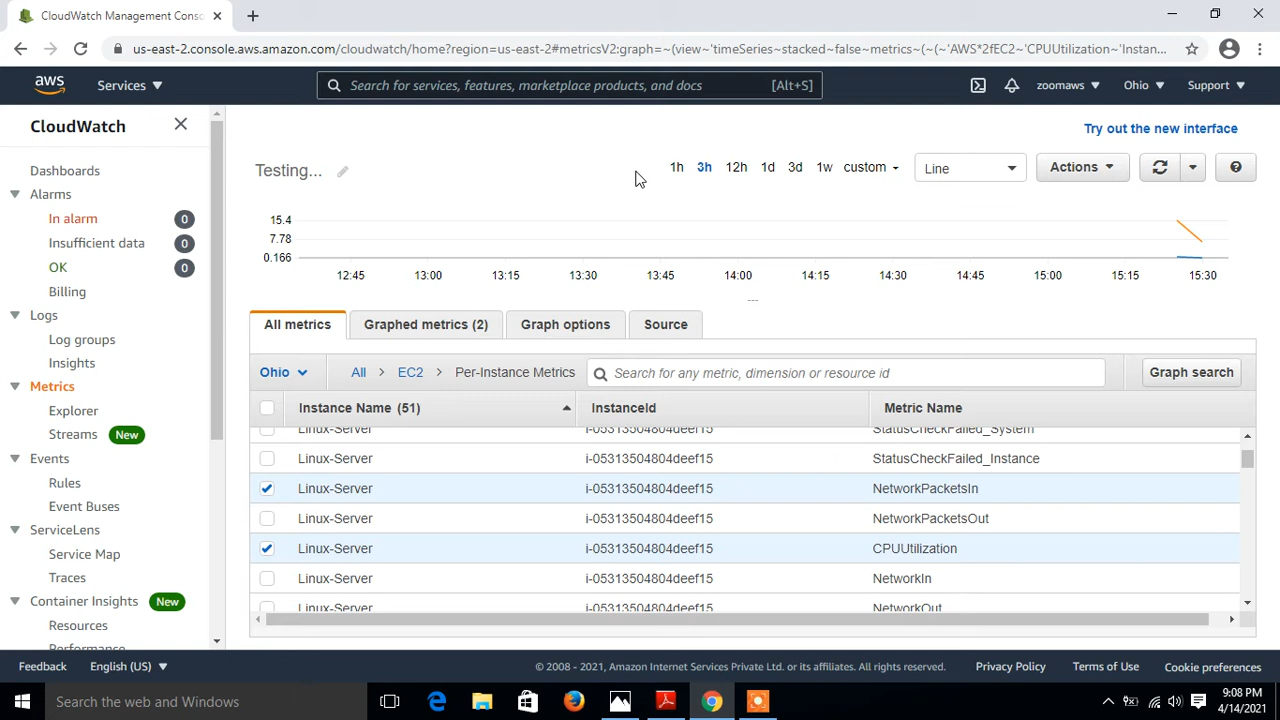 CloudWatch Management Conso
us-east-2.console.aws.amazon.com/cloudwatch/home?region=us-east-2#metricsV2:graph=~(view~'timeSeries~stacked~false~metrics~(~(~'AWS*2fEC2~'CPUUtilization~'Instan...
aws
Services
Search for services, features, marketplace products, and docs
[Alt+S]
zoomaws
Ohio
Support
CloudWatch
Dashboards
Alarms
In alarm 0
Insufficient data 0
OK 0
Billing
Logs
Log groups
Insights
Metrics
Explorer
Streams New
Events
Rules
Event Buses
ServiceLens
Service Map
Traces
Container Insights New
Resources
Performance
Try out the new interface
Testing...
1h 3h 12h 1d 3d 1w custom
Line
Actions
15.4
7.78
0.166
12:45 13:00 13:15 13:30 13:45 14:00 14:15 14:30 14:45 15:00 15:15 15:30
All metrics
Graphed metrics (2)
Graph options
Source
Ohio
All
EC2
Per-Instance Metrics
Search for any metric, dimension or resource id
Graph search
Instance Name (51) InstanceId Metric Name
Linux-Server i-05313504804deef15 StatusCheckFailed_System
Linux-Server i-05313504804deef15 StatusCheckFailed_Instance
Linux-Server i-05313504804deef15 NetworkPacketsIn
Linux-Server i-05313504804deef15 NetworkPacketsOut
Linux-Server i-05313504804deef15 CPUUtilization
Linux-Server i-05313504804deef15 NetworkIn
Linux-Server i-05313504804deef15 NetworkOut
Feedback
English (US)
© 2008 - 2021, Amazon Internet Services Private Ltd. or its affiliates. All rights reserved.
Privacy Policy
Terms of Use
Cookie preferences
Search the web and Windows
9:08 PM
4/14/2021